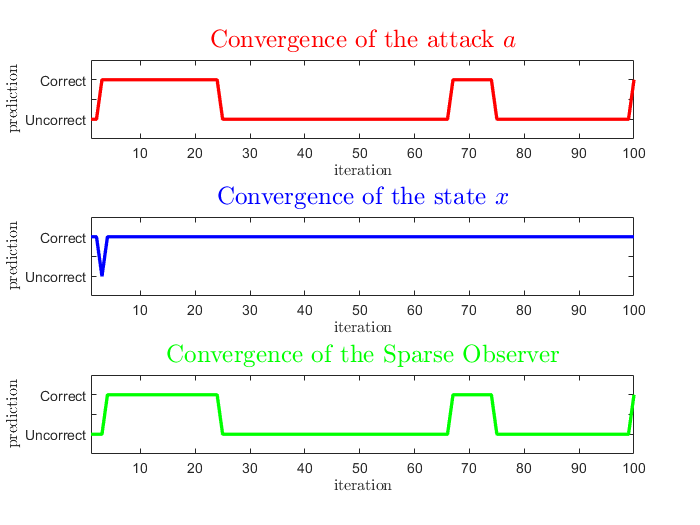 Convergence of the attack a
prediction
Correct
Uncorrect
10 20 30 40 50 60 70 80 90 100
iteration
Convergence of the state x
prediction
Correct
Uncorrect
10 20 30 40 50 60 70 80 90 100
iteration
Convergence of the Sparse Observer
prediction
Correct
Uncorrect
10 20 30 40 50 60 70 80 90 100
iteration